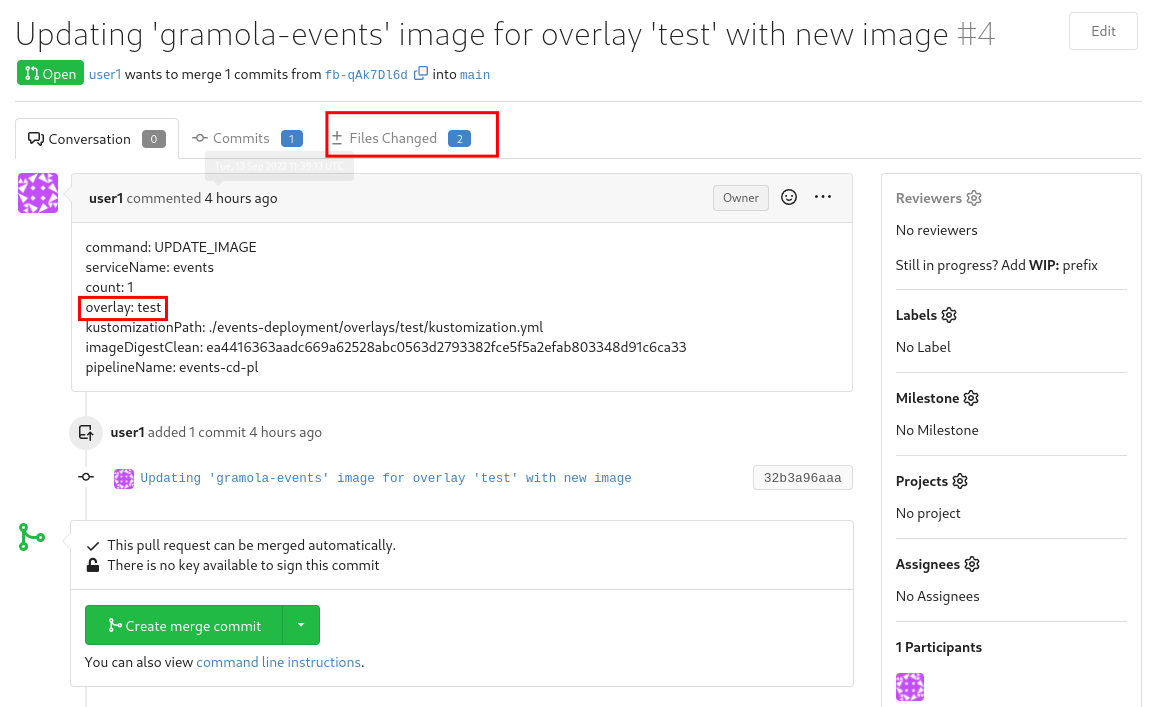 Updating 'gramola-events' image for overlay 'test' with new image #4
Edit
Open user1 wants to merge 1 commits from fb-qAk7Dl6d into main
Conversation 0 Commits 1 Files Changed 2
user1 commented 4 hours ago Owner
command: UPDATE_IMAGE
serviceName: events
count: 1
overlay: test
kustomizationPath: ./events-deployment/overlays/test/kustomization.yml
imageDigestClean: ea4416363aadc669a62528abc0563d2793382fce5f5a2efab803348d91c6ca33
pipelineName: events-cd-pl
user1 added 1 commit 4 hours ago
Updating 'gramola-events' image for overlay 'test' with new image 32b3a96aaa
This pull request can be merged automatically.
There is no key available to sign this commit
Create merge commit
You can also view command line instructions.
Reviewers
No reviewers
Still in progress? Add WIP: prefix
Labels
No Label
Milestone
No Milestone
Projects
No project
Assignees
No Assignees
1 Participants